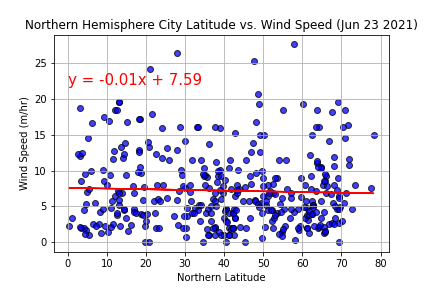 Northern Hemisphere City Latitude vs. Wind Speed (Jun 23 2021)
y = -0.01x + 7.59
Wind Speed (m/hr)
25
20
15
10
5
0
0 10 20 30 40 50 60 70 80
Northern Latitude